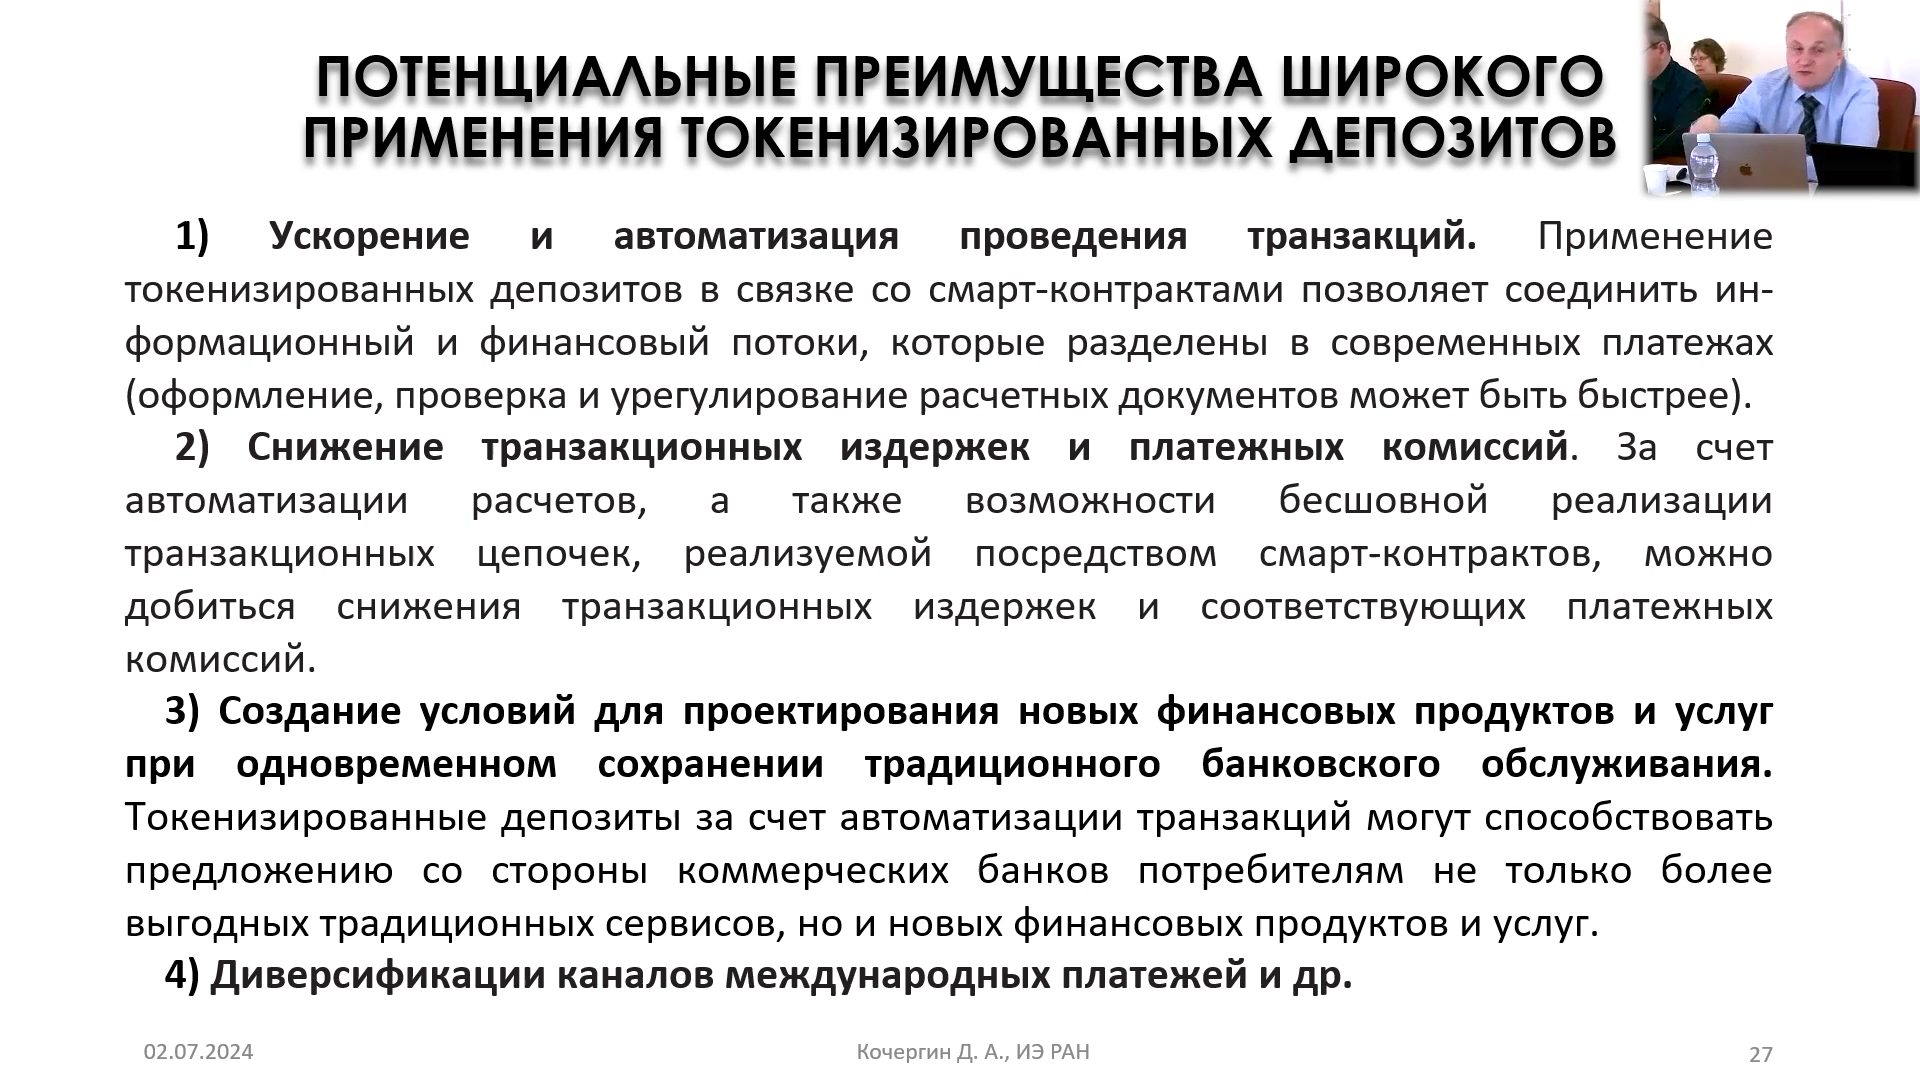 ПОТЕНЦИАЛЬНЫЕ ПРЕИМУЩЕСТВА ШИРОКОГО
ПРИМЕНЕНИЯ ТОКЕНИЗИРОВАННЫХ ДЕПОЗИТОВ
1) Ускорение и автоматизация проведения транзакций. Применение
токенизированных депозитов в связке со смарт-контрактами позволяет соединить ин-
формационный и финансовый потоки, которые разделены в современных платежах
(оформление, проверка и урегулирование расчетных документов может быть быстрее).
2) Снижение транзакционных издержек и платежных комиссий. За счет
автоматизации расчетов, а также возможности бесшовной реализации
транзакционных цепочек, реализуемой посредством смарт-контрактов, можно
добиться снижения транзакционных издержек и соответствующих платежных
комиссий.
3) Создание условий для проектирования новых финансовых продуктов и услуг
при одновременном сохранении традиционного банковского обслуживания.
Токенизированные депозиты за счет автоматизации транзакций могут способствовать
предложению со стороны коммерческих банков потребителям не только более
выгодных традиционных сервисов, но и новых финансовых продуктов и услуг.
4) Диверсификации каналов международных платежей и др.
02.07.2024
Кочергин Д. А., ИЭ РАН
27